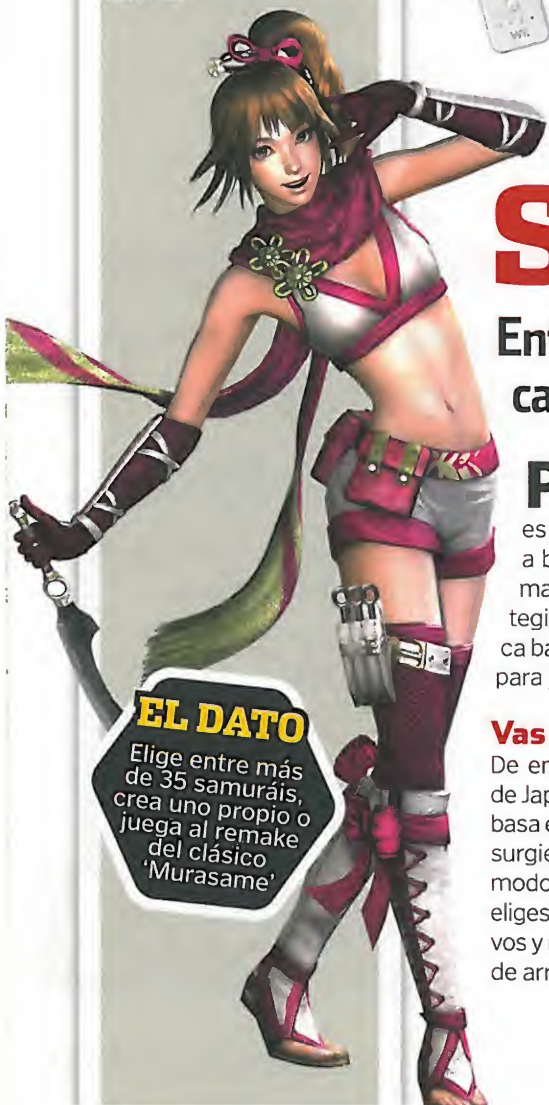 Wii
S
Ent
ca
P
es
a b
ma
tegi
ca ba
para
Vas
De en
de Jap
basa e
surgie
modo
eliges
vos y
de arr
EL DATO
Elige entre más
de 35 samuráis,
crea uno propio o
juega al remake
del clásico
'Murasame'